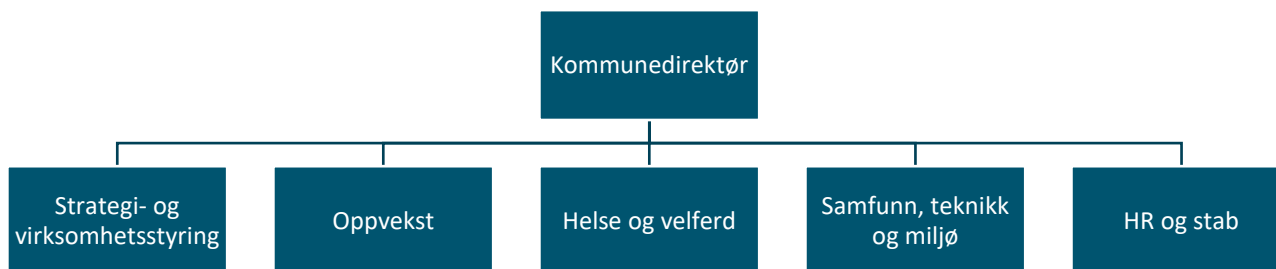 Kommunedirektør
Strategi- og
virksomhetsstyring
Oppvekst
Helse og velferd
Samfunn, teknikk
og miljø
HR og stab